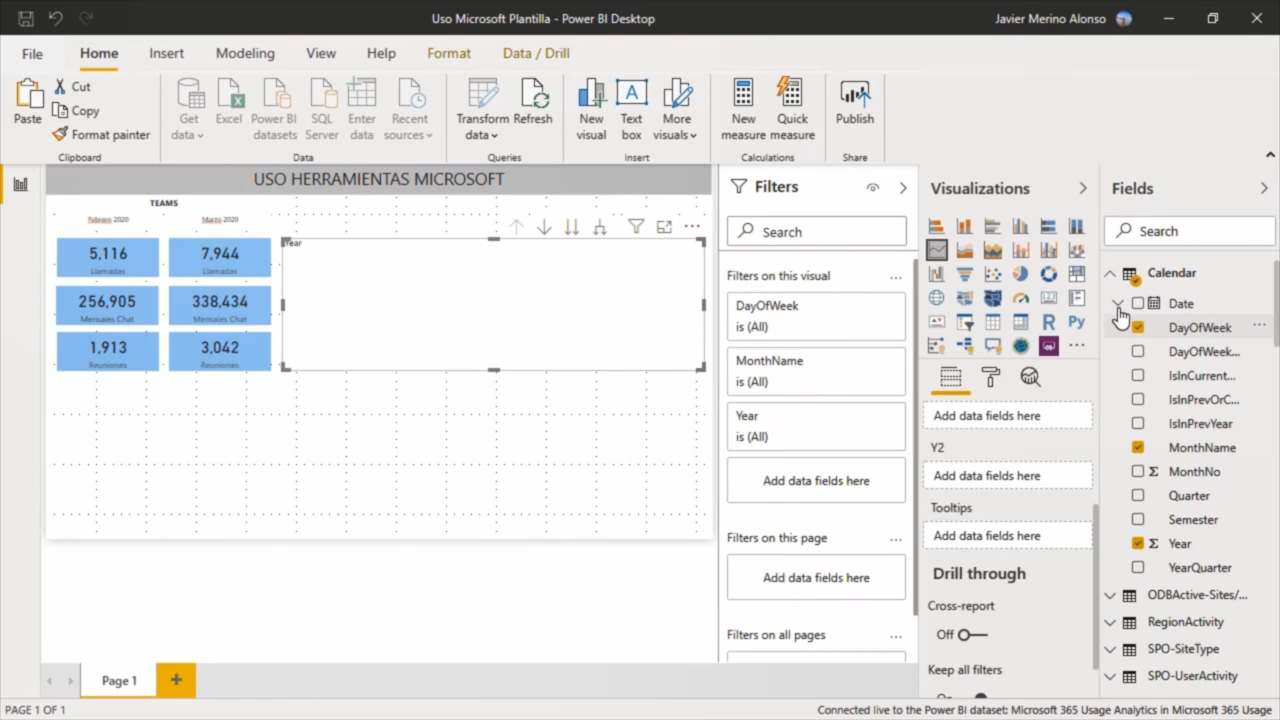 Uso Microsoft Plantilla - Power BI Desktop
Javier Merino Alonso
File
Home
Insert
Modeling
View
Help
Format
Data / Drill
Paste
Cut
Copy
Format painter
Clipboard
Get data
Excel
Power BI datasets
SQL Server
Enter data
Recent sources
Data
Transform data
Refresh
Queries
New visual
Text box
More visuals
Insert
New measure
Quick measure
Calculations
Publish
Share
USO HERRAMIENTAS MICROSOFT
TEAMS
Febrero 2020
Marzo 2020
5,116
Llamadas
7,944
Llamadas
256,905
Mensajes Chat
338,434
Mensajes Chat
1,913
Reuniones
3,042
Reuniones
Year
Filters
Search
Filters on this visual
DayOfWeek
is (All)
MonthName
is (All)
Year
is (All)
Add data fields here
Filters on this page
Add data fields here
Filters on all pages
Visualizations
R
Py
Add data fields here
Y2
Add data fields here
Tooltips
Add data fields here
Drill through
Cross-report
Off
Keep all filters
Fields
Search
Calendar
Date
DayOfWeek
DayOfWeek...
IsInCurrent...
IsInPrevOrC...
IsInPrevYear
MonthName
Σ MonthNo
Quarter
Semester
Σ Year
YearQuarter
ODBActive-Sites/...
RegionActivity
SPO-SiteType
SPO-UserActivity
Page 1
PAGE 1 OF 1
Connected live to the Power BI dataset: Microsoft 365 Usage Analytics in Microsoft 365 Usage